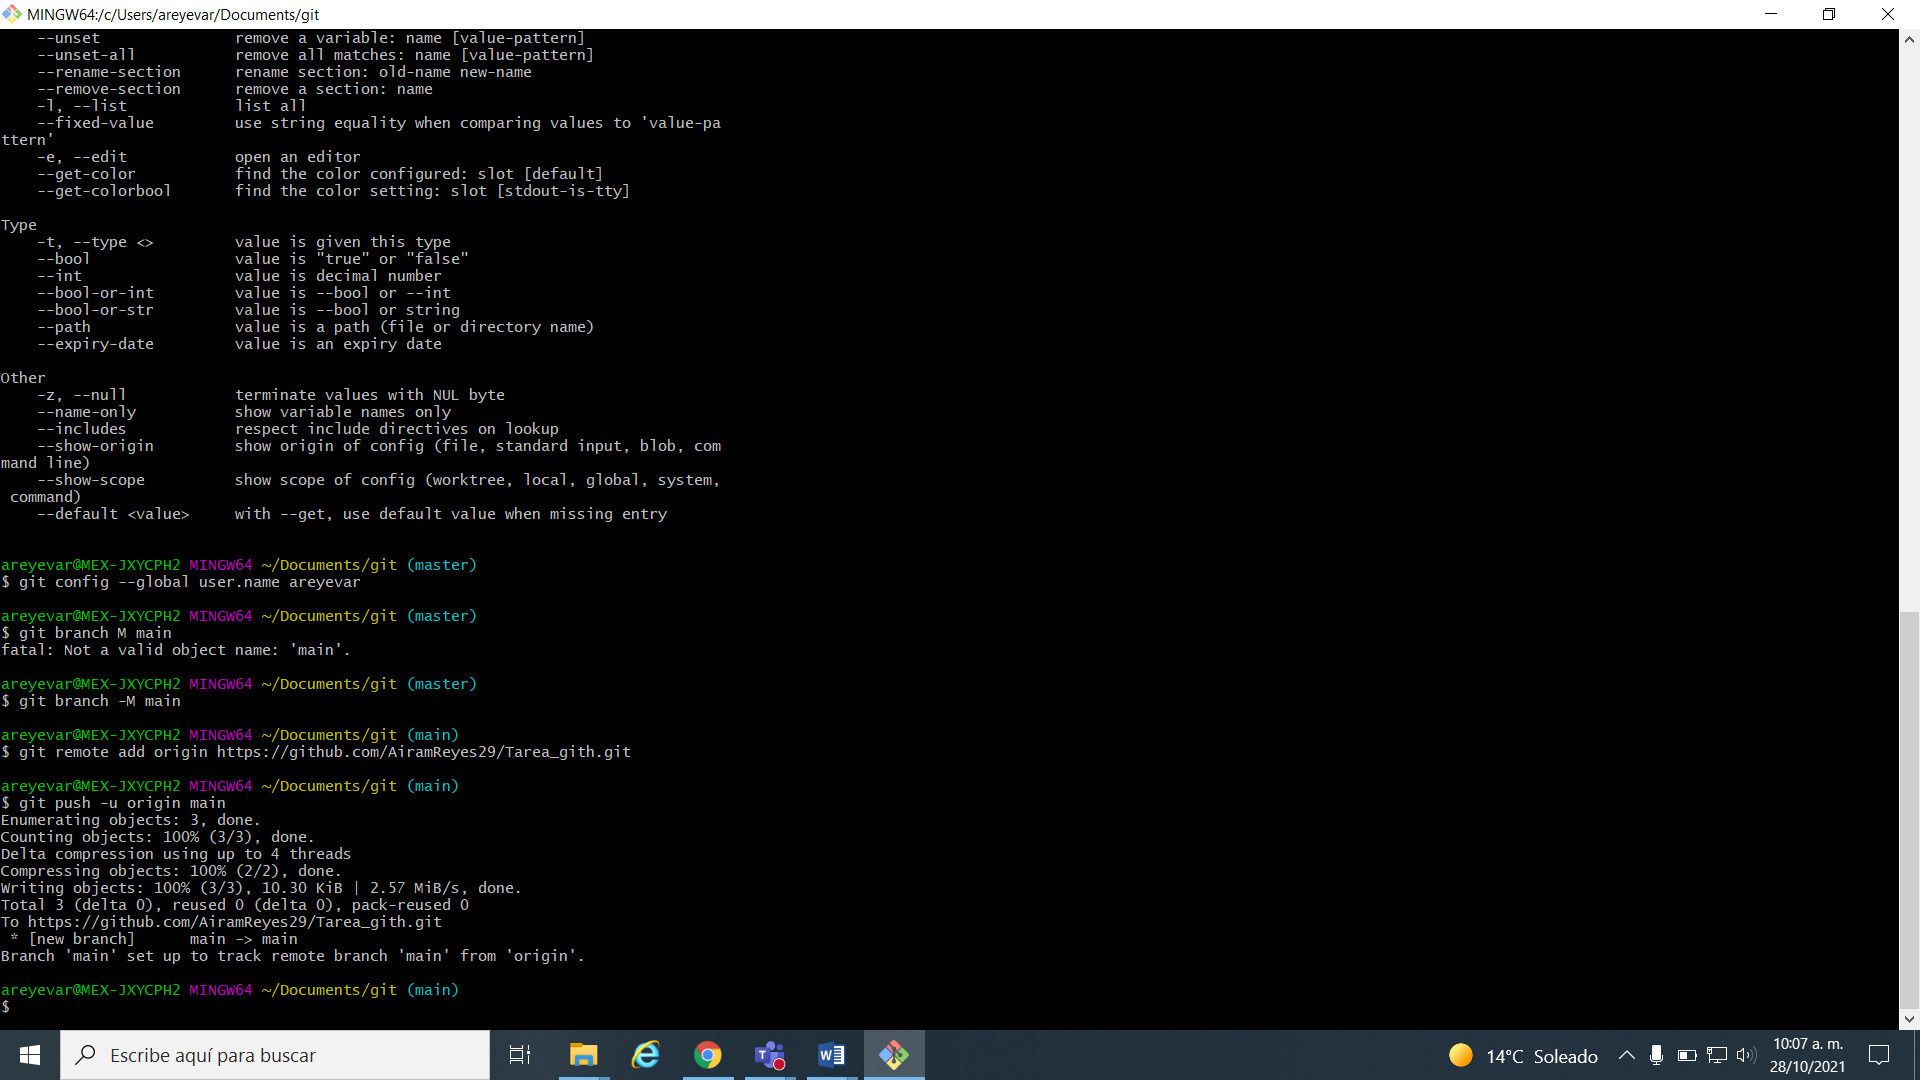 MINGW64:/c/Users/areyevar/Documents/git
    --unset               remove a variable: name [value-pattern]
    --unset-all           remove all matches: name [value-pattern]
    --rename-section      rename section: old-name new-name
    --remove-section      remove a section: name
    -l, --list            list all
    --fixed-value         use string equality when comparing values to 'value-pa
ttern'
    -e, --edit            open an editor
    --get-color           find the color configured: slot [default]
    --get-colorbool       find the color setting: slot [stdout-is-tty]
Type
    -t, --type <>         value is given this type
    --bool                value is "true" or "false"
    --int                 value is decimal number
    --bool-or-int         value is --bool or --int
    --bool-or-str         value is --bool or string
    --path                value is a path (file or directory name)
    --expiry-date         value is an expiry date
Other
    -z, --null            terminate values with NUL byte
    --name-only           show variable names only
    --includes            respect include directives on lookup
    --show-origin         show origin of config (file, standard input, blob, com
mand line)
    --show-scope          show scope of config (worktree, local, global, system,
 command)
    --default <value>     with --get, use default value when missing entry
areyevar@MEX-JXYCPH2 MINGW64 ~/Documents/git (master)
$ git config --global user.name areyevar
areyevar@MEX-JXYCPH2 MINGW64 ~/Documents/git (master)
$ git branch M main
fatal: Not a valid object name: 'main'.
areyevar@MEX-JXYCPH2 MINGW64 ~/Documents/git (master)
$ git branch -M main
areyevar@MEX-JXYCPH2 MINGW64 ~/Documents/git (main)
$ git remote add origin https://github.com/AiramReyes29/Tarea_gith.git
areyevar@MEX-JXYCPH2 MINGW64 ~/Documents/git (main)
$ git push -u origin main
Enumerating objects: 3, done.
Counting objects: 100% (3/3), done.
Delta compression using up to 4 threads
Compressing objects: 100% (2/2), done.
Writing objects: 100% (3/3), 10.30 KiB | 2.57 MiB/s, done.
Total 3 (delta 0), reused 0 (delta 0), pack-reused 0
To https://github.com/AiramReyes29/Tarea_gith.git
 * [new branch]      main -> main
Branch 'main' set up to track remote branch 'main' from 'origin'.
areyevar@MEX-JXYCPH2 MINGW64 ~/Documents/git (main)
$
Escribe aquí para buscar
14°C Soleado
10:07 a. m.
28/10/2021